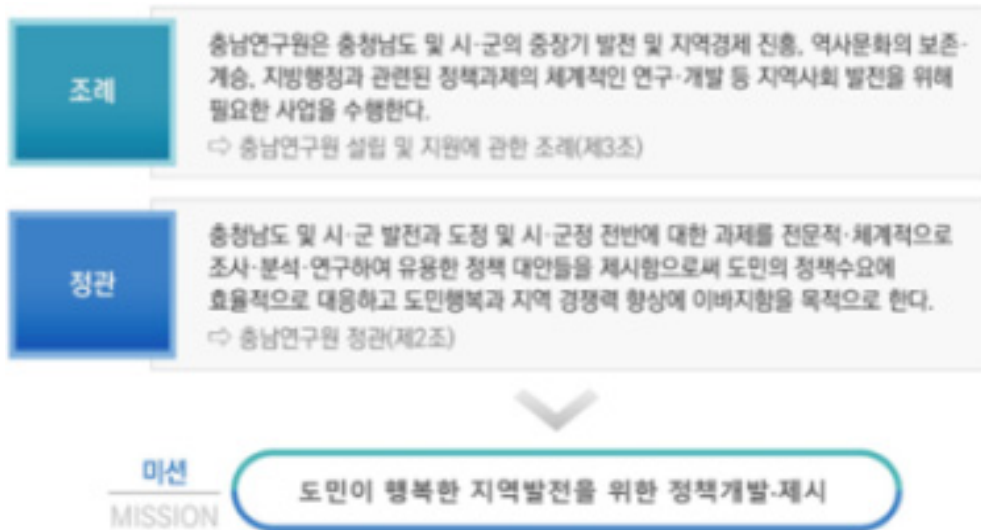 조례
충남연구원은 충청남도 및 시·군의 중장기 발전 및 지역경제 진흥, 역사문화의 보존·
계승, 지방행정과 관련된 정책과제의 체계적인 연구·개발 등 지역사회 발전을 위해
필요한 사업을 수행한다.
⇨ 충남연구원 설립 및 지원에 관한 조례(제3조)
정관
충청남도 및 시·군 발전과 도정 및 시·군정 전반에 대한 과제를 전문적·체계적으로
조사·분석·연구하여 유용한 정책 대안들을 제시함으로써 도민의 정책수요에
효율적으로 대응하고 도민행복과 지역 경쟁력 향상에 이바지함을 목적으로 한다.
⇨ 충남연구원 정관(제2조)
미션
MISSION
도민이 행복한 지역발전을 위한 정책개발·제시